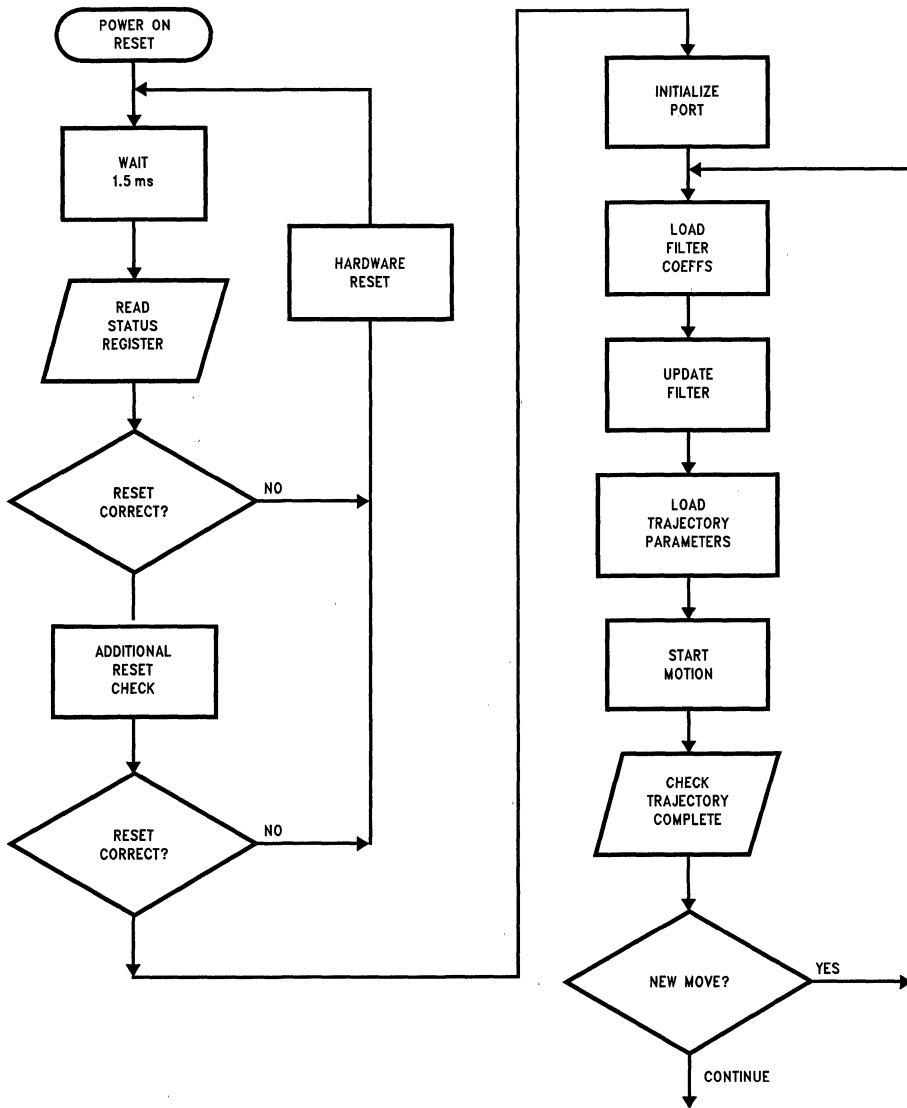 POWER ON
RESET
WAIT
1.5 ms
READ
STATUS
REGISTER
HARDWARE
RESET
RESET
CORRECT?
NO
ADDITIONAL
RESET
CHECK
RESET
CORRECT?
NO
INITIALIZE
PORT
LOAD
FILTER
COEFFS
UPDATE
FILTER
LOAD
TRAJECTORY
PARAMETERS
START
MOTION
CHECK
TRAJECTORY
COMPLETE
NEW MOVE?
YES
CONTINUE